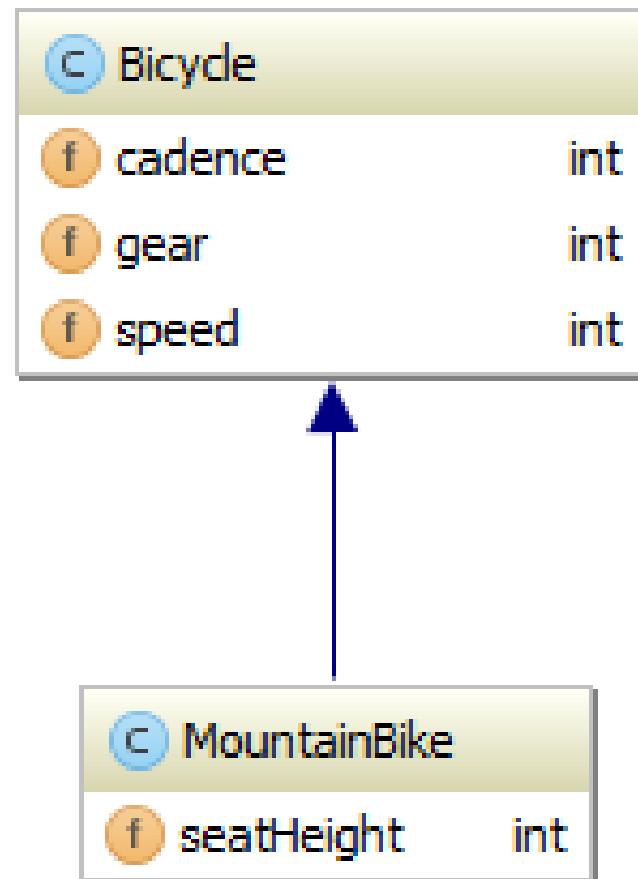 C Bicycle
f cadence int
f gear int
f speed int
C MountainBike
f seatHeight int